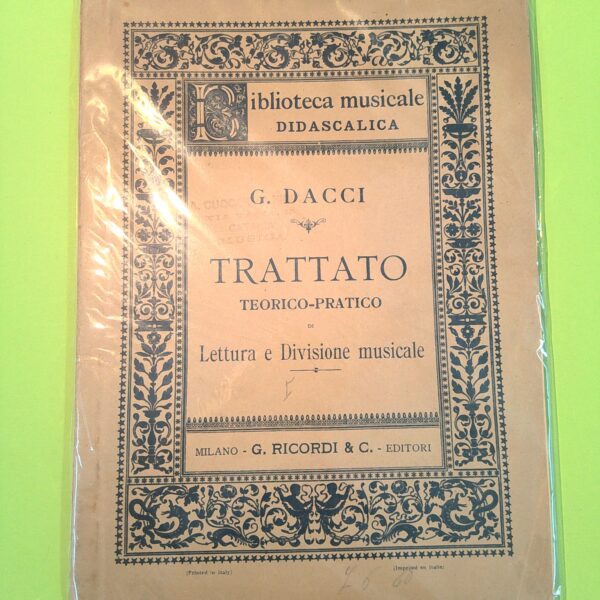 Biblioteca musicale
DIDASCALICA
G. DACCI
TRATTATO
TEORICO-PRATICO
DI
Lettura e Divisione musicale
MILANO - G. RICORDI & C. - EDITORI
(Printed in Italy)
(Imprimé en Italie)